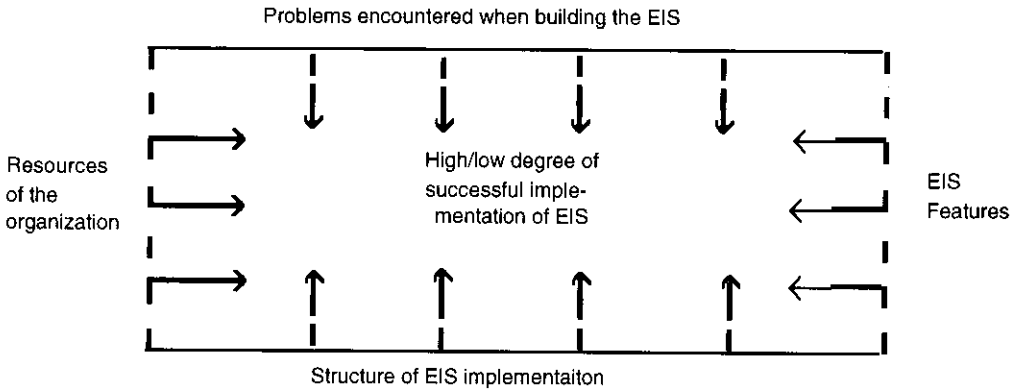 Problems encountered when building the EIS
Resources
of the
organization
High/low degree of
successful imple-
mentation of EIS
EIS
Features
Structure of EIS implementaiton